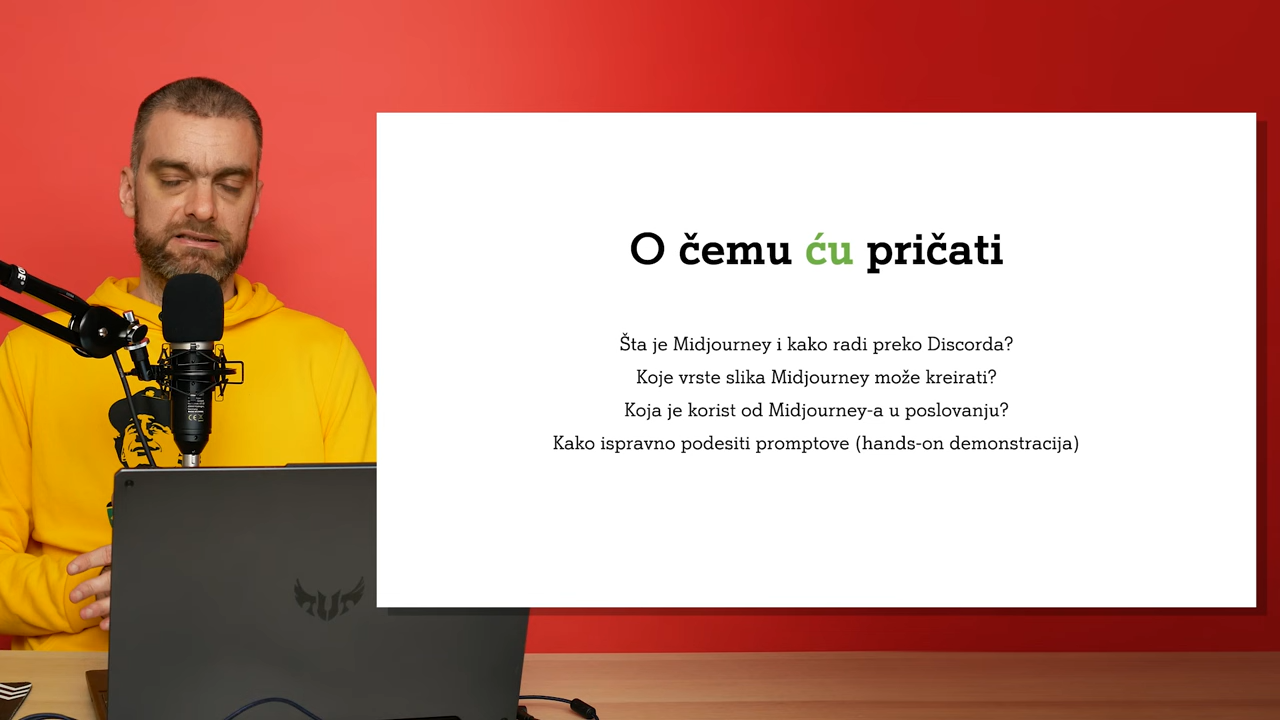 O čemu ću pričati
Šta je Midjourney i kako radi preko Discorda?
Koje vrste slika Midjourney može kreirati?
Koja je korist od Midjourney-a u poslovanju?
Kako ispravno podesiti promptove (hands-on demonstracija)
TUF